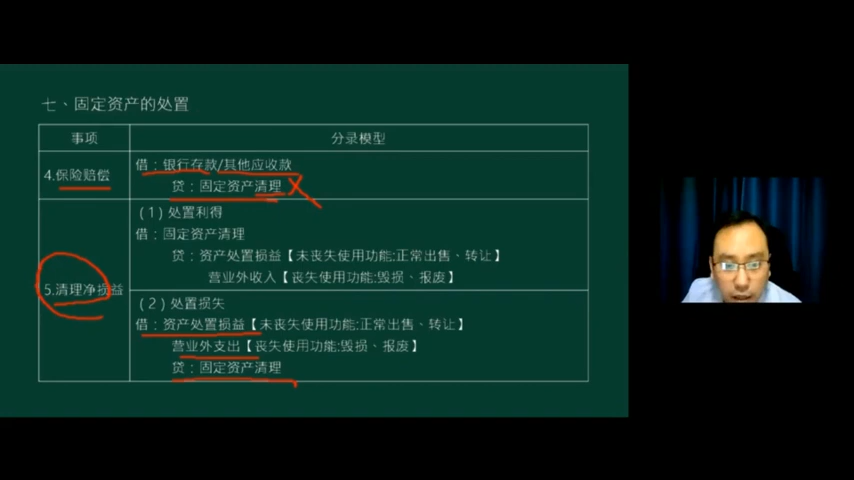 七、固定资产的处置
事项
分录模型
4.保险赔偿
借：银行存款/其他应收款
贷：固定资产清理
5.清理净损益
（1）处置利得
借：固定资产清理
贷：资产处置损益【未丧失使用功能:正常出售、转让】
营业外收入【丧失使用功能:毁损、报废】
（2）处置损失
借：资产处置损益【未丧失使用功能:正常出售、转让】
营业外支出【丧失使用功能:毁损、报废】
贷：固定资产清理